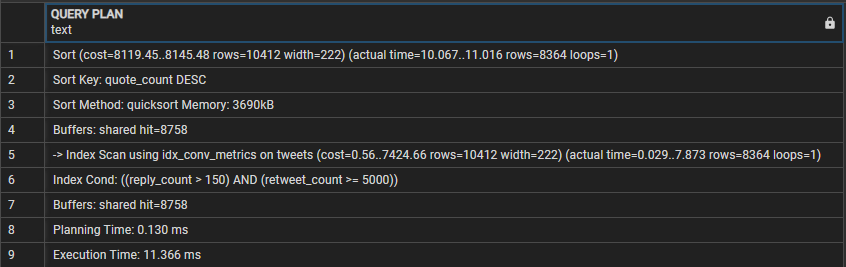 QUERY PLAN
text
1 Sort (cost=8119.45..8145.48 rows=10412 width=222) (actual time=10.067..11.016 rows=8364 loops=1)
2 Sort Key: quote_count DESC
3 Sort Method: quicksort Memory: 3690kB
4 Buffers: shared hit=8758
5 -> Index Scan using idx_conv_metrics on tweets (cost=0.56..7424.66 rows=10412 width=222) (actual time=0.029..7.873 rows=8364 loops=1)
6 Index Cond: ((reply_count > 150) AND (retweet_count >= 5000))
7 Buffers: shared hit=8758
8 Planning Time: 0.130 ms
9 Execution Time: 11.366 ms